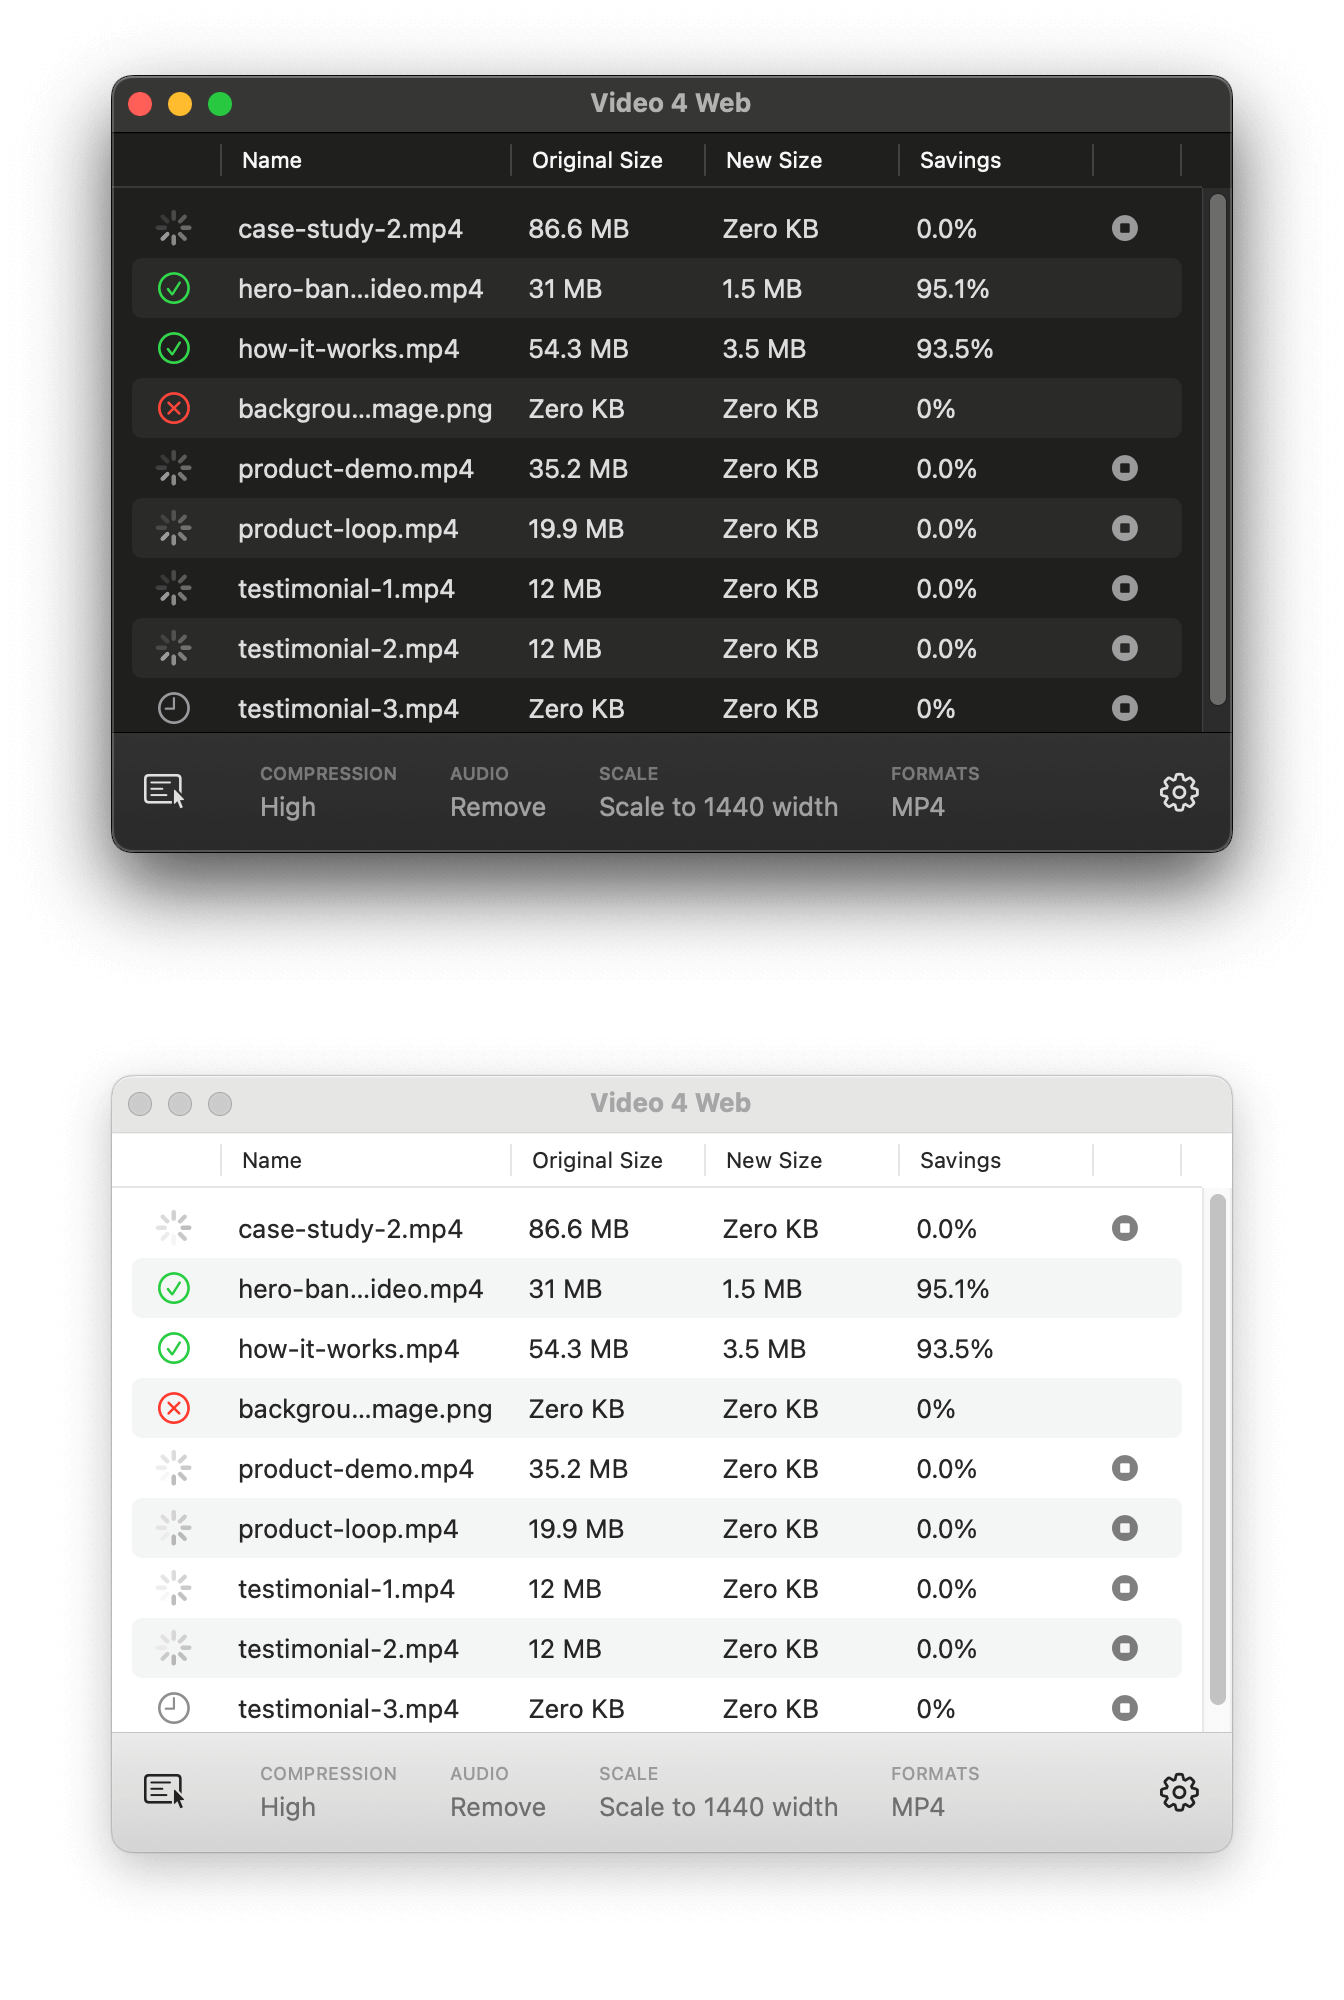 Video 4 Web
Name Original Size New Size Savings
case-study-2.mp4 86.6 MB Zero KB 0.0%
hero-ban...ideo.mp4 31 MB 1.5 MB 95.1%
how-it-works.mp4 54.3 MB 3.5 MB 93.5%
backgrou...mage.png Zero KB Zero KB 0%
product-demo.mp4 35.2 MB Zero KB 0.0%
product-loop.mp4 19.9 MB Zero KB 0.0%
testimonial-1.mp4 12 MB Zero KB 0.0%
testimonial-2.mp4 12 MB Zero KB 0.0%
testimonial-3.mp4 Zero KB Zero KB 0%
COMPRESSION AUDIO SCALE FORMATS
High Remove Scale to 1440 width MP4
Video 4 Web
Name Original Size New Size Savings
case-study-2.mp4 86.6 MB Zero KB 0.0%
hero-ban...ideo.mp4 31 MB 1.5 MB 95.1%
how-it-works.mp4 54.3 MB 3.5 MB 93.5%
backgrou...mage.png Zero KB Zero KB 0%
product-demo.mp4 35.2 MB Zero KB 0.0%
product-loop.mp4 19.9 MB Zero KB 0.0%
testimonial-1.mp4 12 MB Zero KB 0.0%
testimonial-2.mp4 12 MB Zero KB 0.0%
testimonial-3.mp4 Zero KB Zero KB 0%
COMPRESSION AUDIO SCALE FORMATS
High Remove Scale to 1440 width MP4